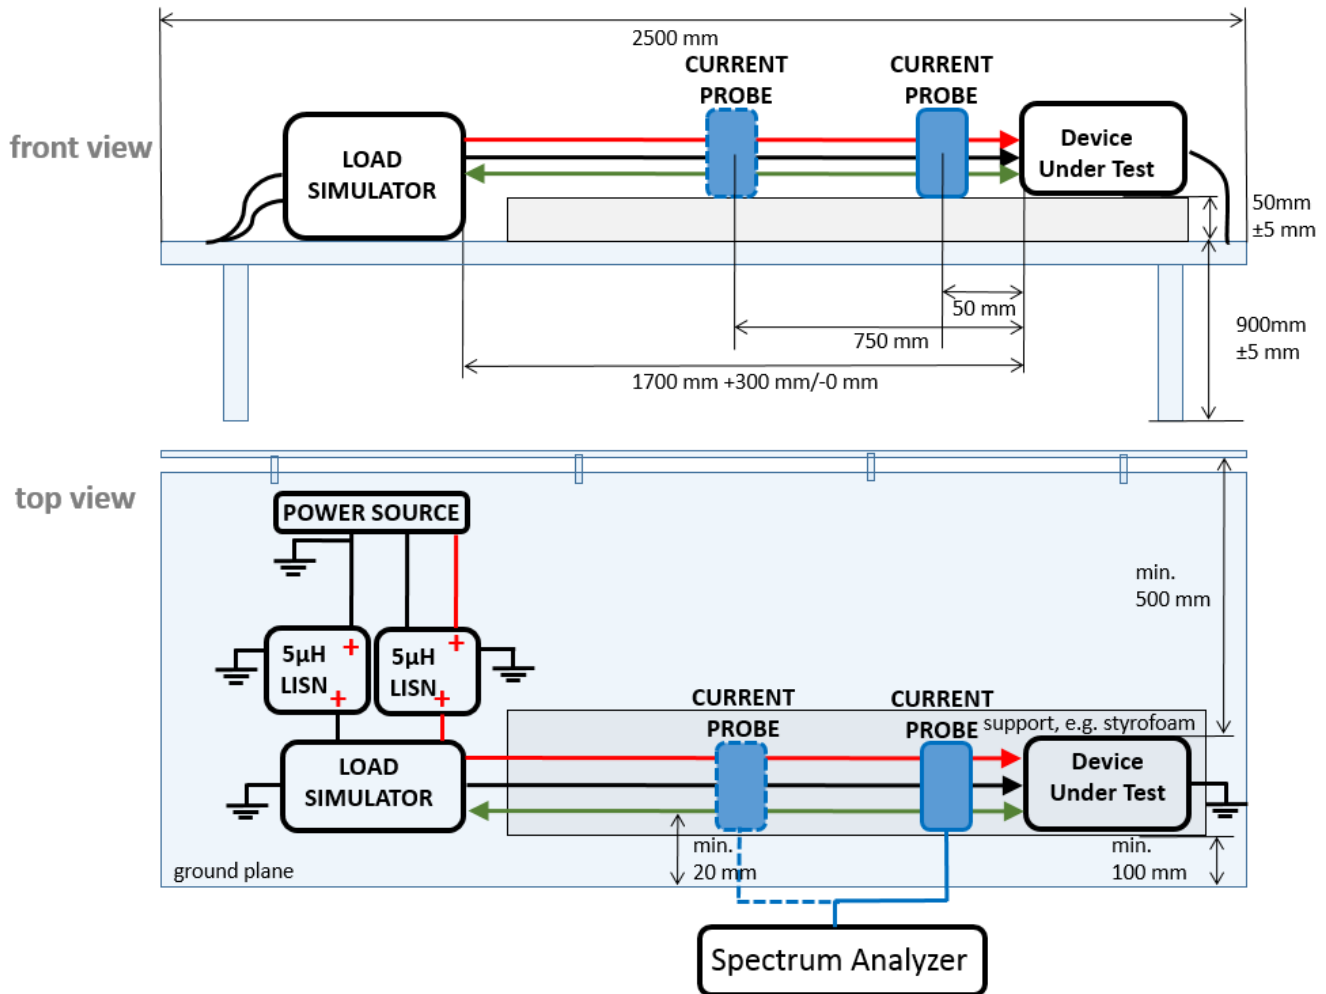 2500 mm
CURRENT
PROBE
CURRENT
PROBE
front view
LOAD
SIMULATOR
Device
Under Test
50mm
±5 mm
50 mm
750 mm
900mm
±5 mm
1700 mm +300 mm/-0 mm
top view
POWER SOURCE
min.
500 mm
5µH
LISN
+
+
5µH
LISN
+
+
CURRENT
PROBE
CURRENT
PROBE
support, e.g. styrofoam
LOAD
SIMULATOR
Device
Under Test
min.
20 mm
min.
100 mm
ground plane
Spectrum Analyzer